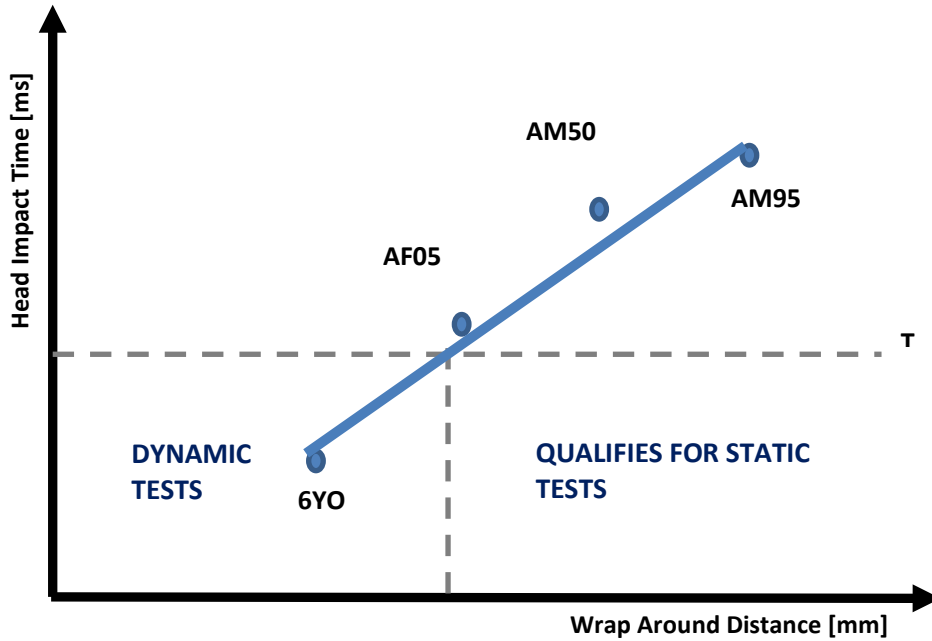 Head Impact Time [ms]
AM50
AM95
AF05
T
DYNAMIC
TESTS
QUALIFIES FOR STATIC
TESTS
6YO
Wrap Around Distance [mm]